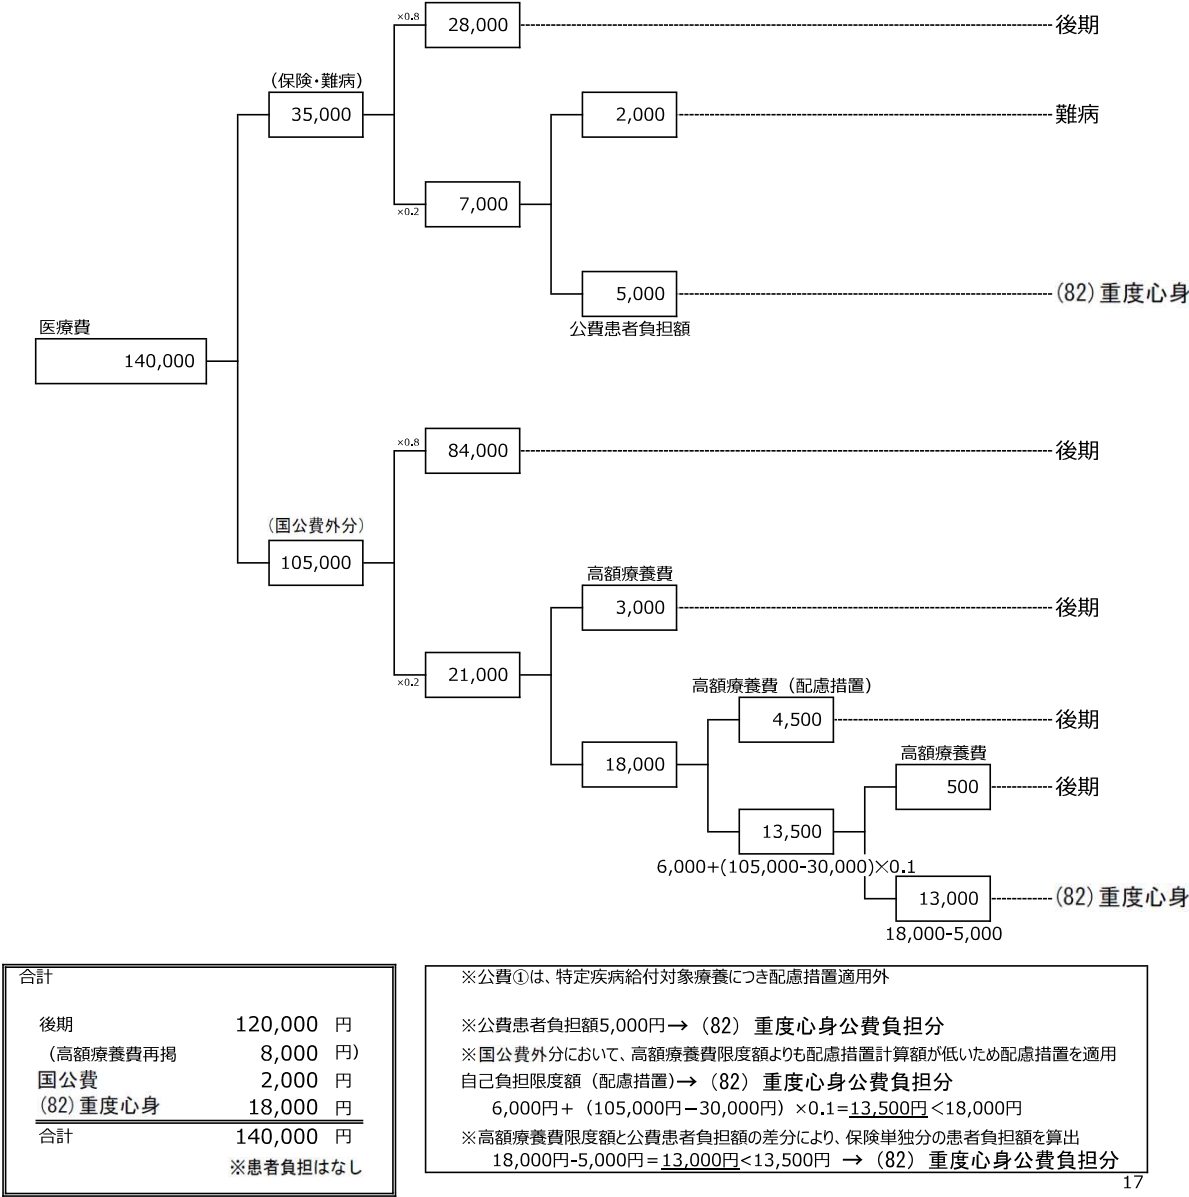 ×0.8
28,000
後期
(保険・難病)
35,000
2,000
難病
×0.2
7,000
5,000
(82)重度心身
公費患者負担額
医療費
140,000
×0.8
84,000
後期
(国公費外分)
105,000
高額療養費
3,000
後期
×0.2
21,000
高額療養費（配慮措置）
4,500
後期
18,000
高額療養費
500
後期
13,500
6,000+(105,000-30,000)×0.1
13,000
(82)重度心身
18,000-5,000
合計
後期 120,000 円
（高額療養費再掲 8,000 円）
国公費 2,000 円
(82)重度心身 18,000 円
合計 140,000 円
※患者負担はなし
※公費①は、特定疾病給付対象療養につき配慮措置適用外
※公費患者負担額5,000円→（82）重度心身公費負担分
※国公費外分において、高額療養費限度額よりも配慮措置計算額が低いため配慮措置を適用
自己負担限度額（配慮措置）→（82）重度心身公費負担分
6,000円+（105,000円－30,000円）×0.1=13,500円<18,000円
※高額療養費限度額と公費患者負担額の差分により、保険単独分の患者負担額を算出
18,000円-5,000円=13,000円<13,500円 →（82）重度心身公費負担分
17